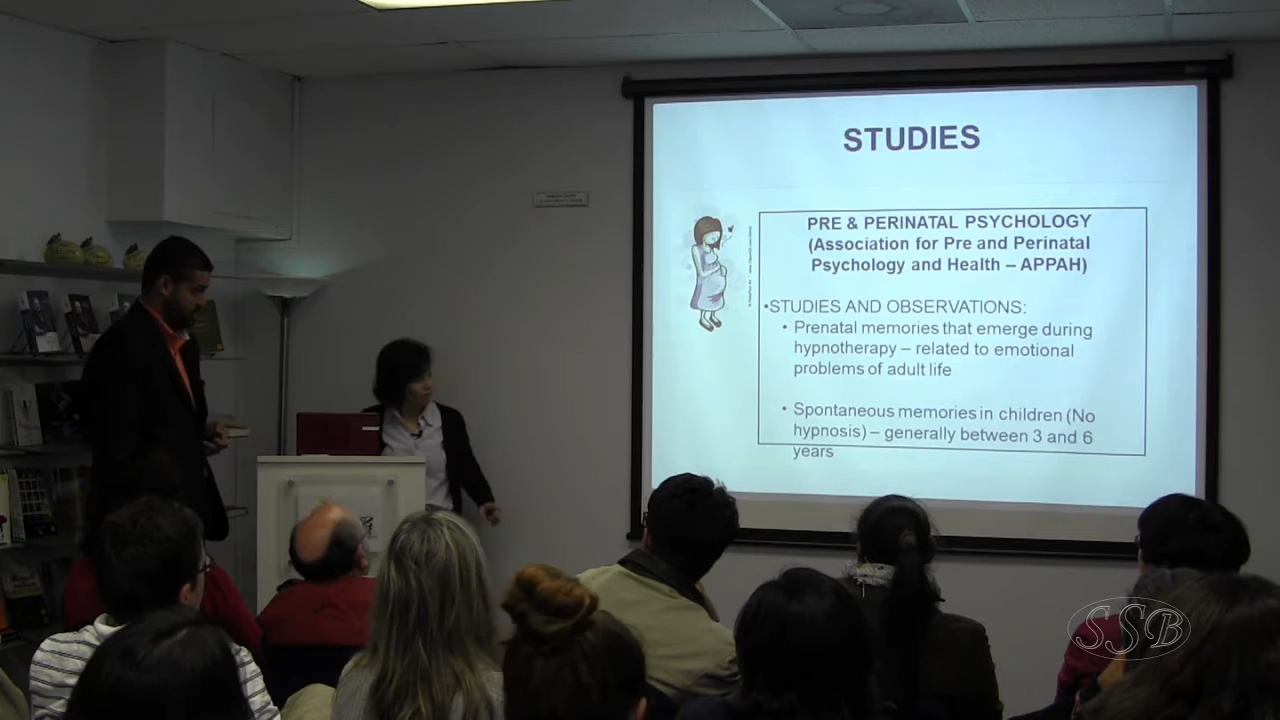 STUDIES
PRE & PERINATAL PSYCHOLOGY
(Association for Pre and Perinatal
Psychology and Health – APPAH)
•STUDIES AND OBSERVATIONS:
• Prenatal memories that emerge during
hypnotherapy – related to emotional
problems of adult life
• Spontaneous memories in children (No
hypnosis) – generally between 3 and 6
years
SSB